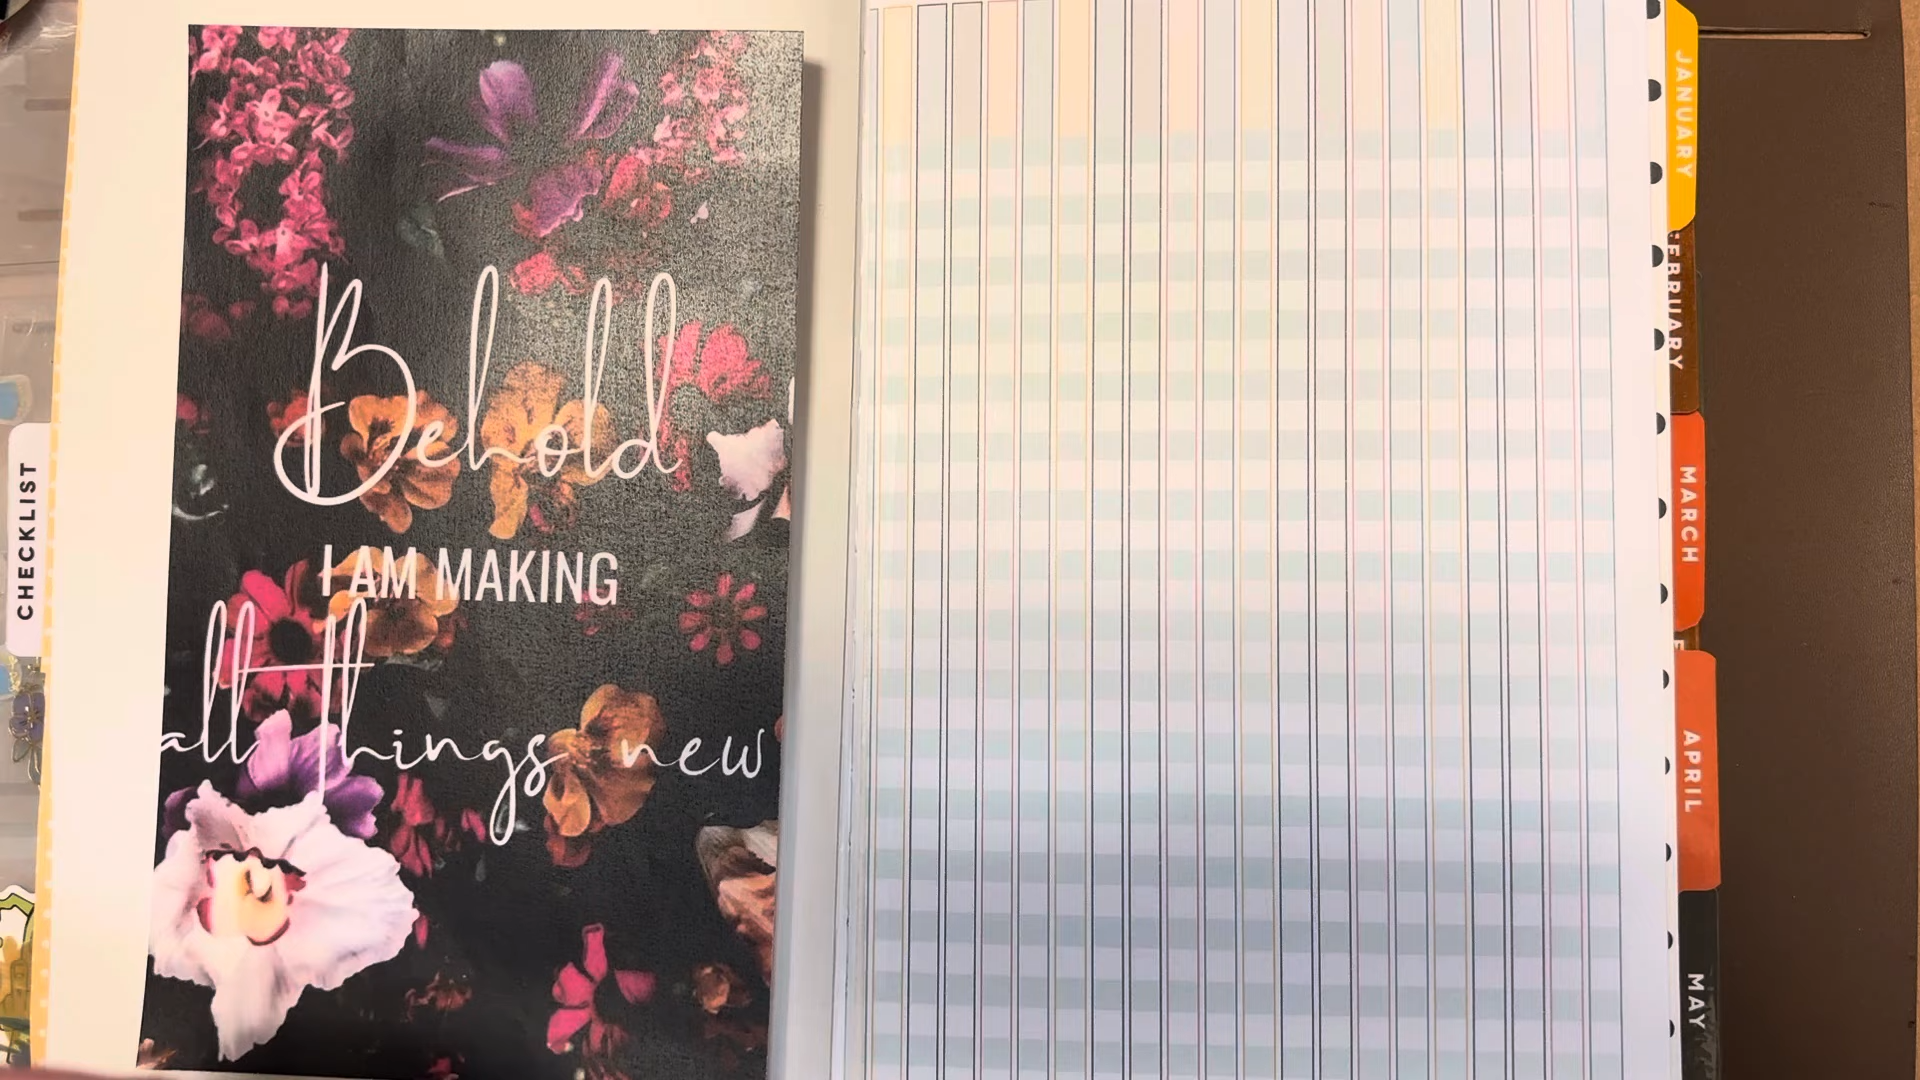 CHECKLIST
Behold
I AM MAKING
all things new
JANUARY
FEBRUARY
MARCH
APRIL
MAY